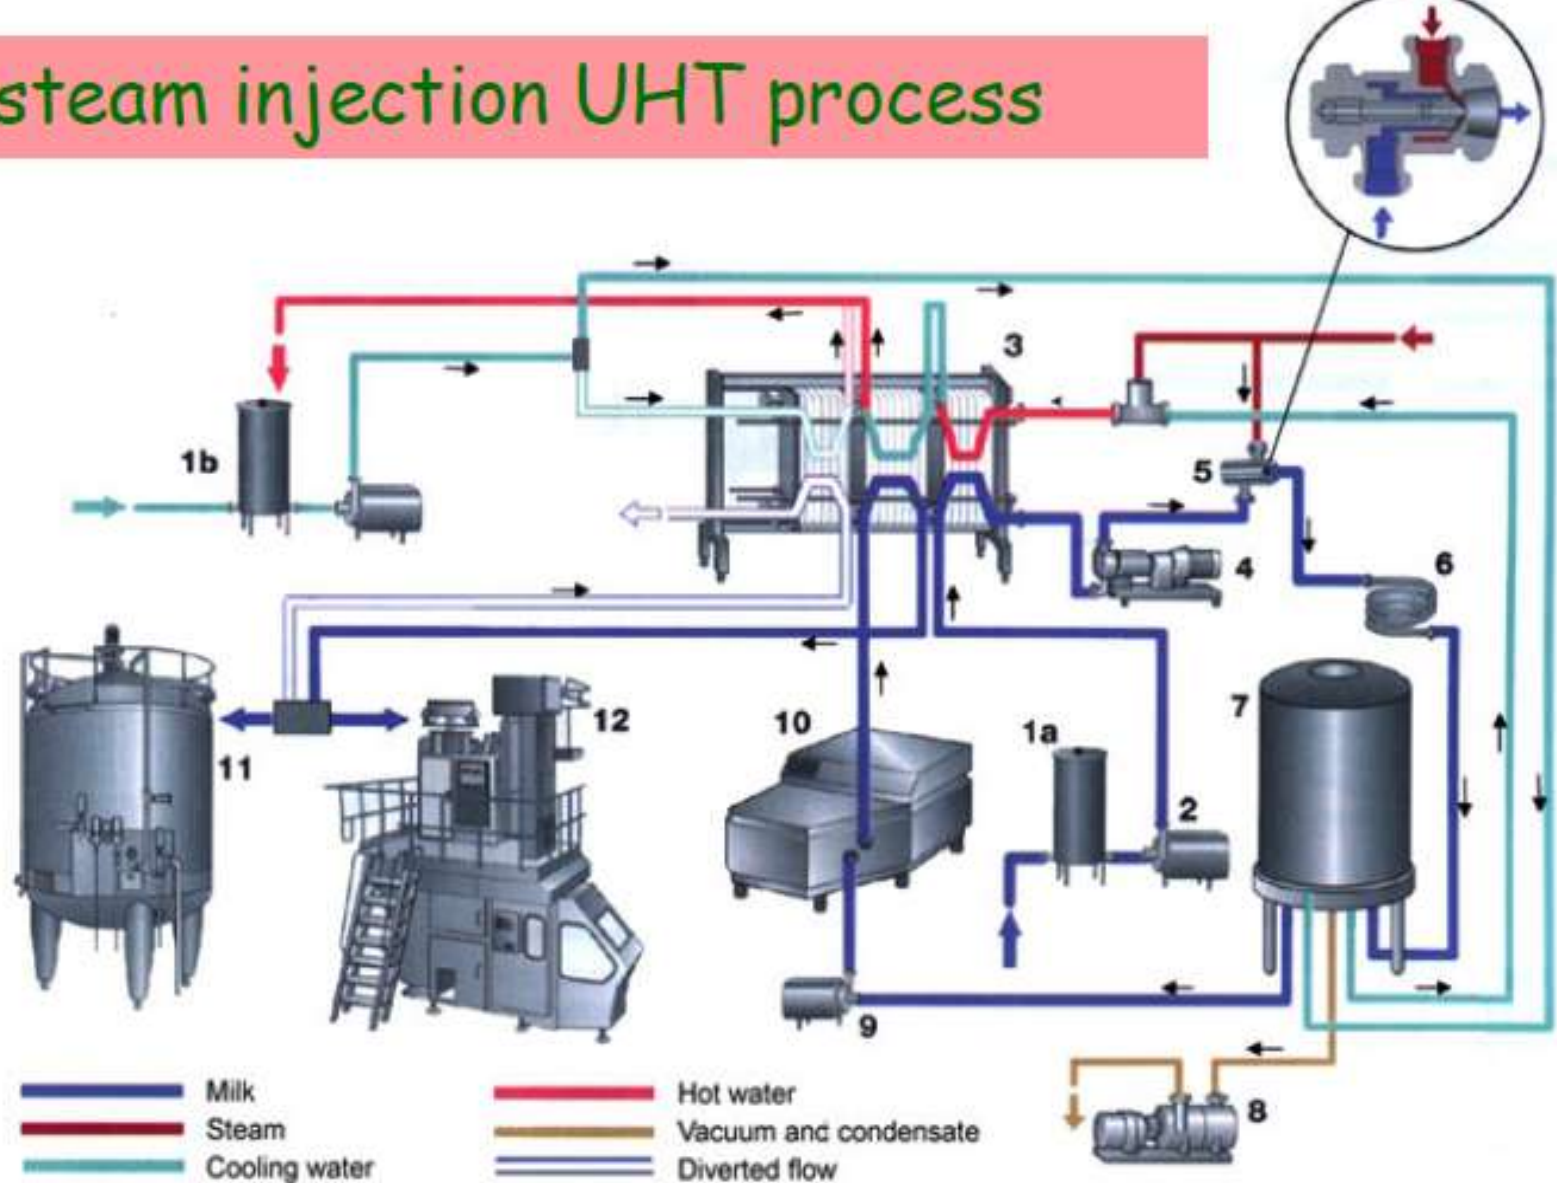 steam injection UHT process
3
1b
5
4
6
7
12
10
1a
11
2
9
8
Milk
Hot water
Steam
Vacuum and condensate
Cooling water
Diverted flow